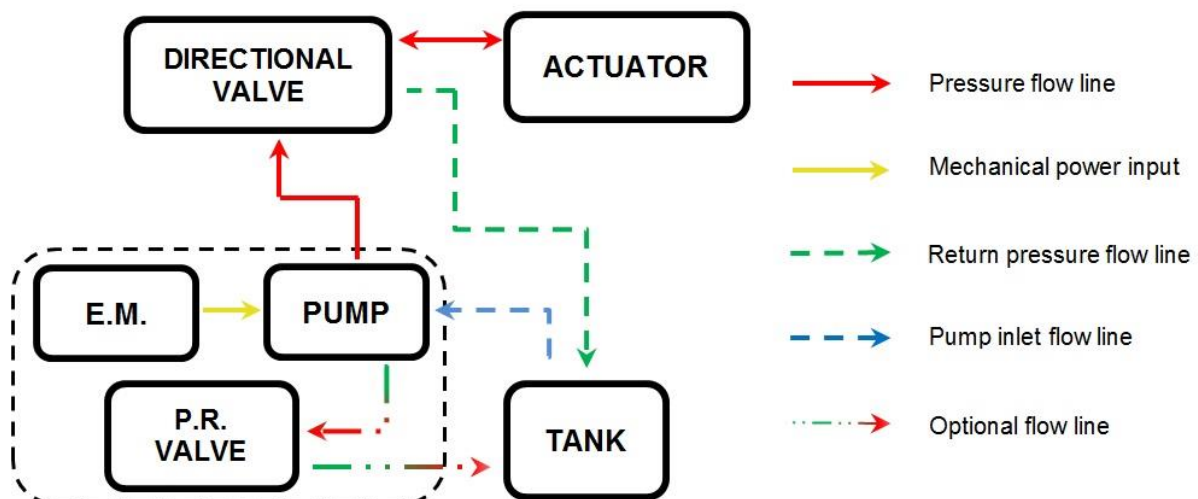 DIRECTIONAL
VALVE
ACTUATOR
E.M.
PUMP
P.R.
VALVE
TANK
Pressure flow line
Mechanical power input
Return pressure flow line
Pump inlet flow line
Optional flow line